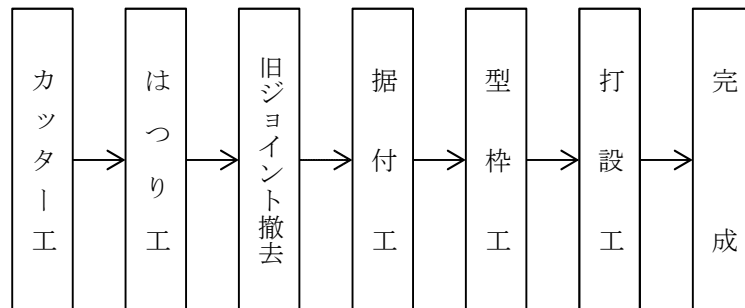 カッター工
はつり工
旧ジョイント撤去
据付工
型枠工
打設工
完成